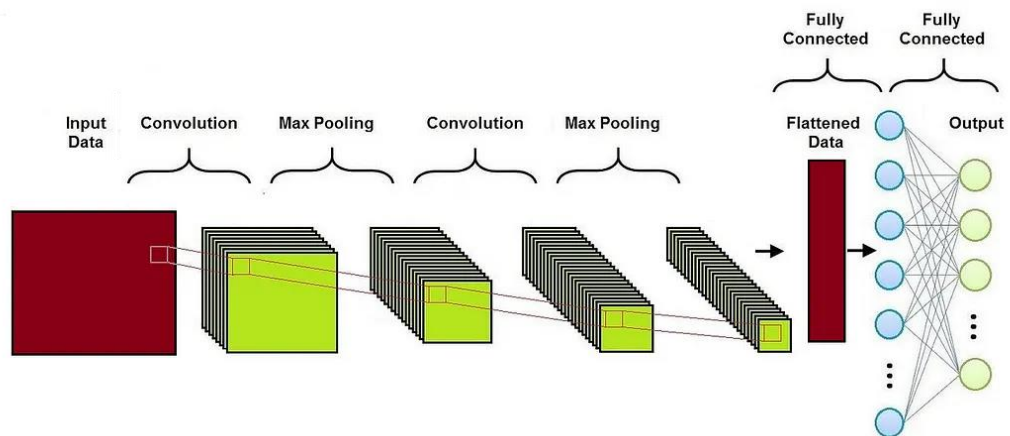 Fully
Connected
Fully
Connected
Input
Data
Convolution
Max Pooling
Convolution
Max Pooling
Flattened
Data
Output